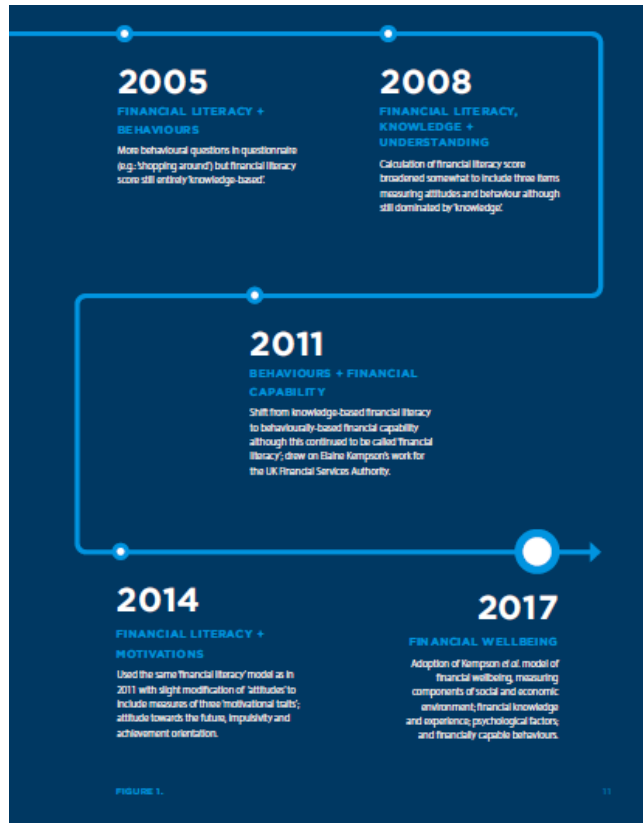 2005
FINANCIAL LITERACY +
BEHAVIOURS
More behavioural questions in questionnaire
(e.g.: 'shopping around') but financial literacy
score still entirely 'knowledge-based'.
2008
FINANCIAL LITERACY,
KNOWLEDGE +
UNDERSTANDING
Calculation of financial literacy score
broadened somewhat to include three items
measuring attitudes and behaviour although
still dominated by 'knowledge'.
2011
BEHAVIOURS + FINANCIAL
CAPABILITY
Shift from knowledge-based financial literacy
to behaviourally-based financial capability
although this continued to be called 'financial
literacy'; drew on Elaine Kempson's work for
the UK Financial Services Authority.
2014
FINANCIAL LITERACY +
MOTIVATIONS
Used the same 'financial literacy' model as in
2011 with slight modification of 'attitudes' to
include measures of three 'motivational traits';
attitude towards the future, impulsivity and
achievement orientation.
2017
FINANCIAL WELLBEING
Adoption of Kempson et al. model of
financial wellbeing, measuring
components of social and economic
environment; financial knowledge
and experience; psychological factors;
and financially capable behaviours.
FIGURE 1.
11